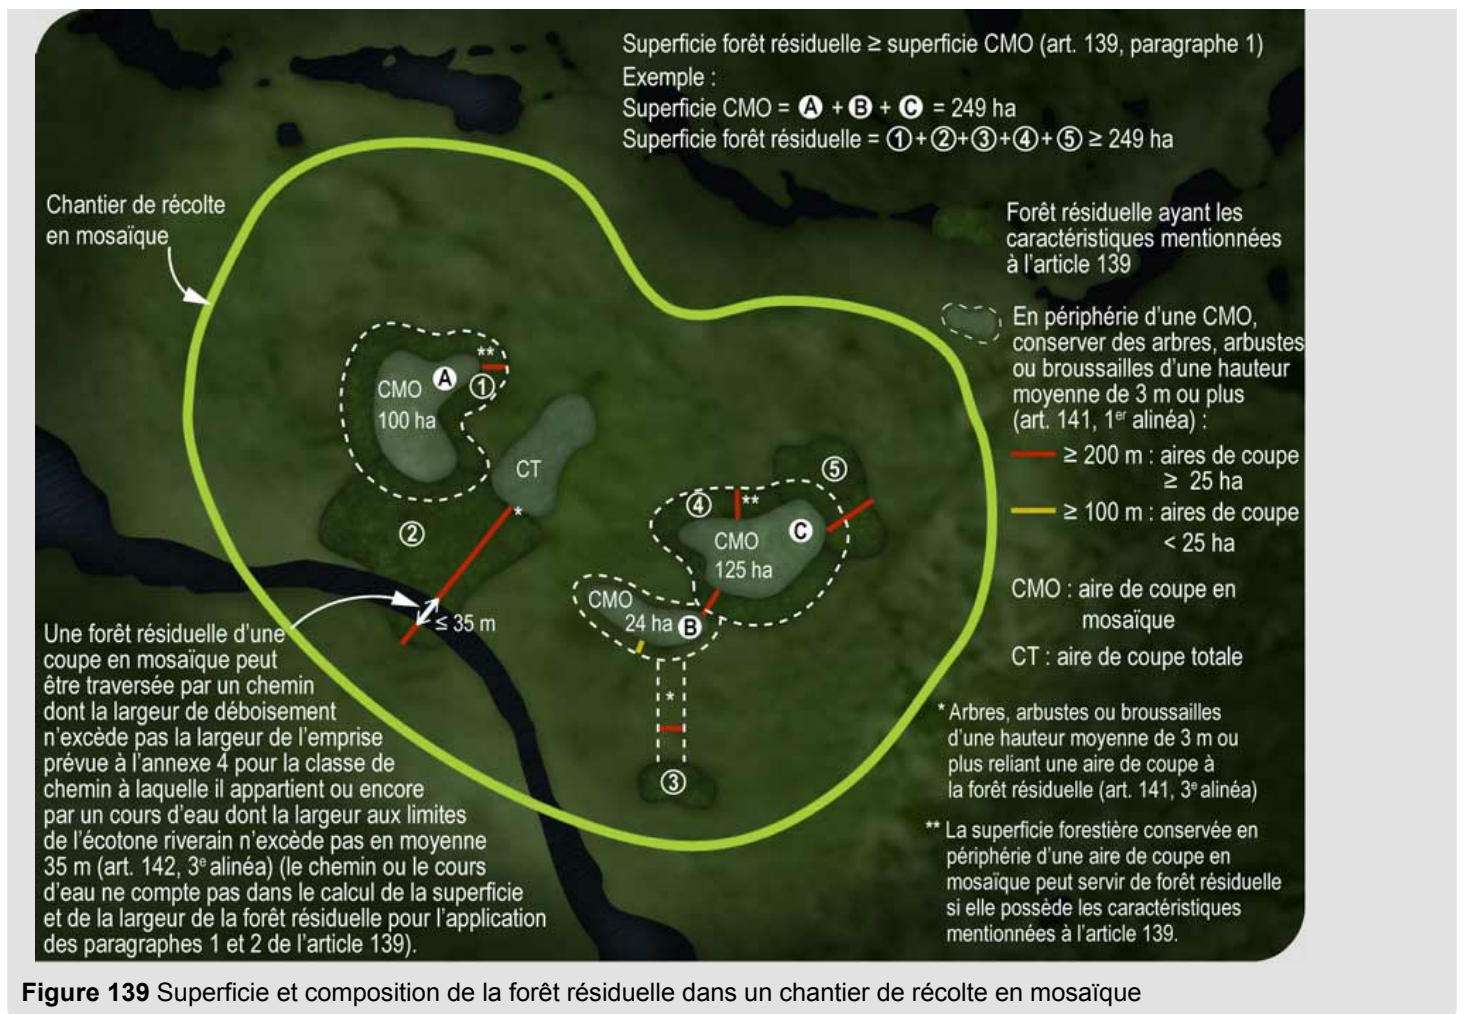 Superficie forêt résiduelle ≥ superficie CMO (art. 139, paragraphe 1)
Exemple :
Superficie CMO = A + B + C = 249 ha
Superficie forêt résiduelle = ①+②+③+④+⑤ ≥ 249 ha
Chantier de récolte
en mosaïque
Forêt résiduelle ayant les
caractéristiques mentionnées
à l'article 139
En périphérie d'une CMO,
conserver des arbres, arbustes
ou broussailles d'une hauteur
moyenne de 3 m ou plus
(art. 141, 1er alinéa) :
≥ 200 m : aires de coupe
≥ 25 ha
≥ 100 m : aires de coupe
< 25 ha
CMO : aire de coupe en
mosaïque
CT : aire de coupe totale
* Arbres, arbustes ou broussailles
d'une hauteur moyenne de 3 m ou
plus reliant une aire de coupe à
la forêt résiduelle (art. 141, 3e alinéa)
** La superficie forestière conservée en
périphérie d'une aire de coupe en
mosaïque peut servir de forêt résiduelle
si elle possède les caractéristiques
mentionnées à l'article 139.
**
CMO A
①
100 ha
CT
*
②
≤ 35 m
⑤
④
**
C
CMO
125 ha
CMO
24 ha B
*
③
Une forêt résiduelle d'une
coupe en mosaïque peut
être traversée par un chemin
dont la largeur de déboisement
n'excède pas la largeur de l'emprise
prévue à l'annexe 4 pour la classe de
chemin à laquelle il appartient ou encore
par un cours d'eau dont la largeur aux limites
de l'écotone riverain n'excède pas en moyenne
35 m (art. 142, 3e alinéa) (le chemin ou le cours
d'eau ne compte pas dans le calcul de la superficie
et de la largeur de la forêt résiduelle pour l'application
des paragraphes 1 et 2 de l'article 139).
Figure 139 Superficie et composition de la forêt résiduelle dans un chantier de récolte en mosaïque